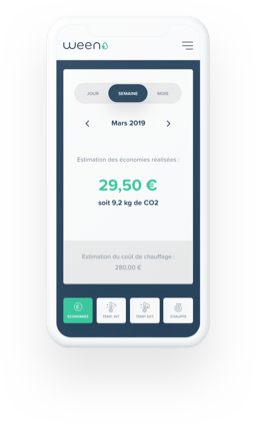 ween
JOUR SEMAINE MOIS
Mars 2019
Estimation des économies réalisées :
29,50 €
soit 9,2 kg de CO2
Estimation du coût de chauffage :
280,00 €
ÉCONOMIES TEMP. INT. TEMP. EXT. CHAUFFE